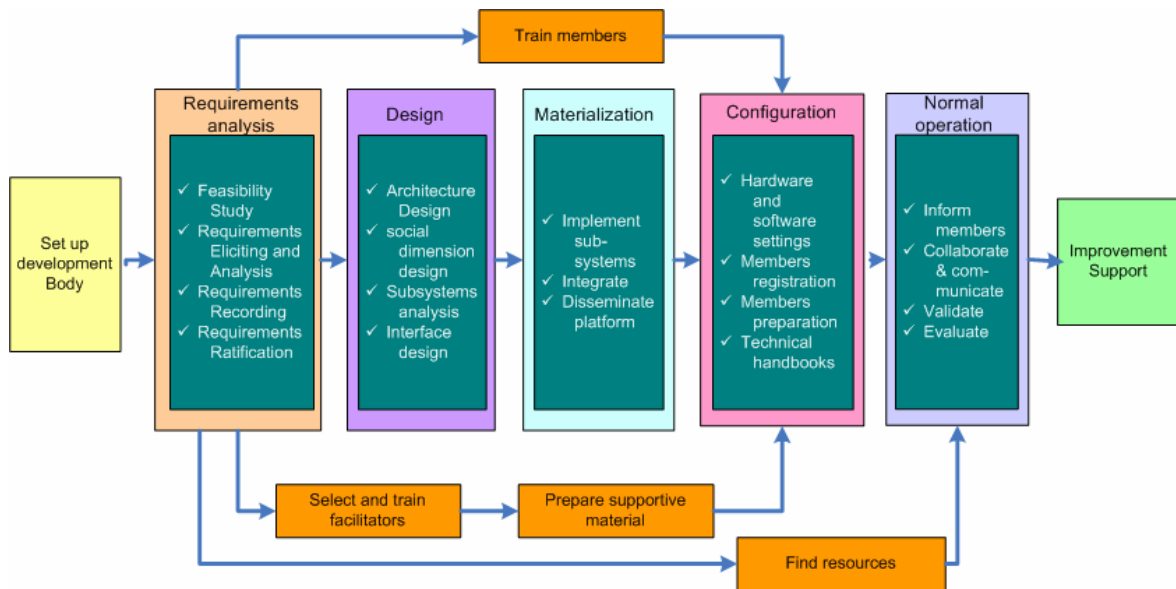 Train members
Requirements
analysis
Design
Materialization
Configuration
Normal
operation
Set up
development
Body
✓ Feasibility
Study
✓ Requirements
Eliciting and
Analysis
✓ Requirements
Recording
✓ Requirements
Ratification
✓ Architecture
Design
✓ social
dimension
design
✓ Subsystems
analysis
✓ Interface
design
✓ Implement
sub-
systems
✓ Integrate
✓ Disseminate
platform
✓ Hardware
and
software
settings
✓ Members
registration
✓ Members
preparation
✓ Technical
handbooks
✓ Inform
members
✓ Collaborate
& com-
municate
✓ Validate
✓ Evaluate
Improvement
Support
Select and train
facilitators
Prepare supportive
material
Find resources